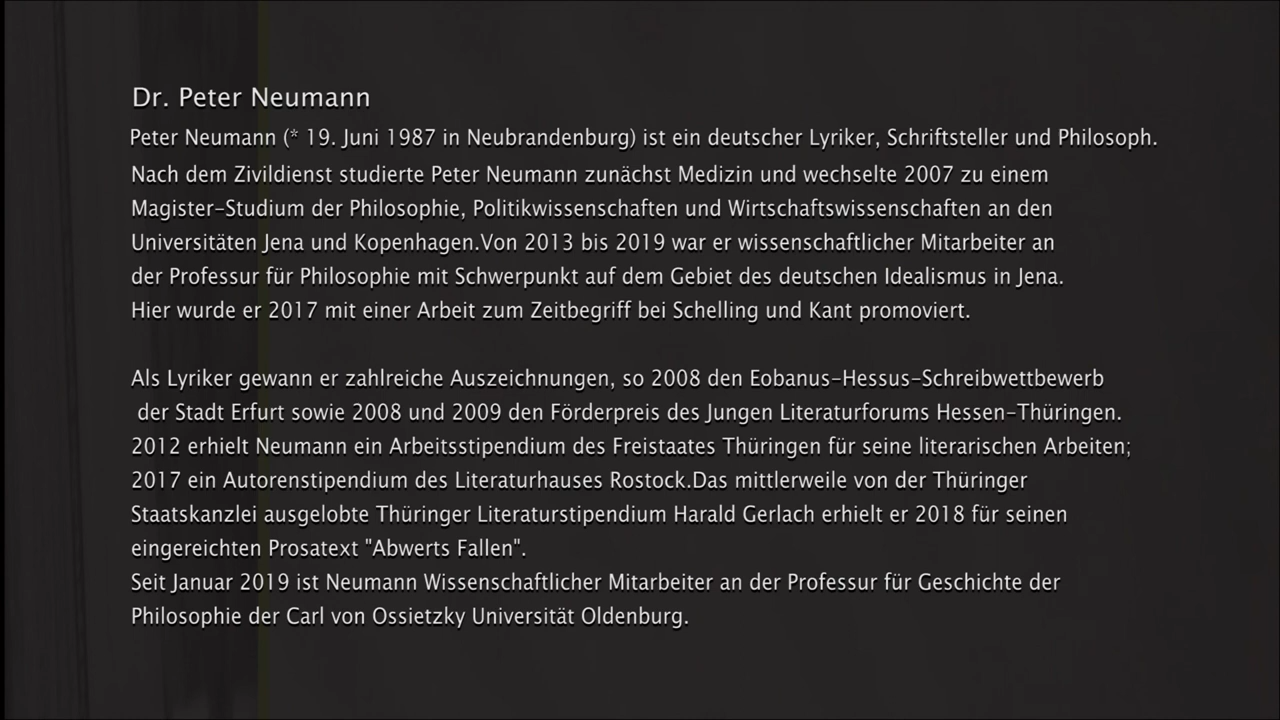 Dr. Peter Neumann
Peter Neumann (* 19. Juni 1987 in Neubrandenburg) ist ein deutscher Lyriker, Schriftsteller und Philosoph.
Nach dem Zivildienst studierte Peter Neumann zunächst Medizin und wechselte 2007 zu einem
Magister-Studium der Philosophie, Politikwissenschaften und Wirtschaftswissenschaften an den
Universitäten Jena und Kopenhagen.Von 2013 bis 2019 war er wissenschaftlicher Mitarbeiter an
der Professur für Philosophie mit Schwerpunkt auf dem Gebiet des deutschen Idealismus in Jena.
Hier wurde er 2017 mit einer Arbeit zum Zeitbegriff bei Schelling und Kant promoviert.
Als Lyriker gewann er zahlreiche Auszeichnungen, so 2008 den Eobanus-Hessus-Schreibwettbewerb
der Stadt Erfurt sowie 2008 und 2009 den Förderpreis des Jungen Literaturforums Hessen-Thüringen.
2012 erhielt Neumann ein Arbeitsstipendium des Freistaates Thüringen für seine literarischen Arbeiten;
2017 ein Autorenstipendium des Literaturhauses Rostock.Das mittlerweile von der Thüringer
Staatskanzlei ausgelobte Thüringer Literaturstipendium Harald Gerlach erhielt er 2018 für seinen
eingereichten Prosatext "Abwerts Fallen".
Seit Januar 2019 ist Neumann Wissenschaftlicher Mitarbeiter an der Professur für Geschichte der
Philosophie der Carl von Ossietzky Universität Oldenburg.